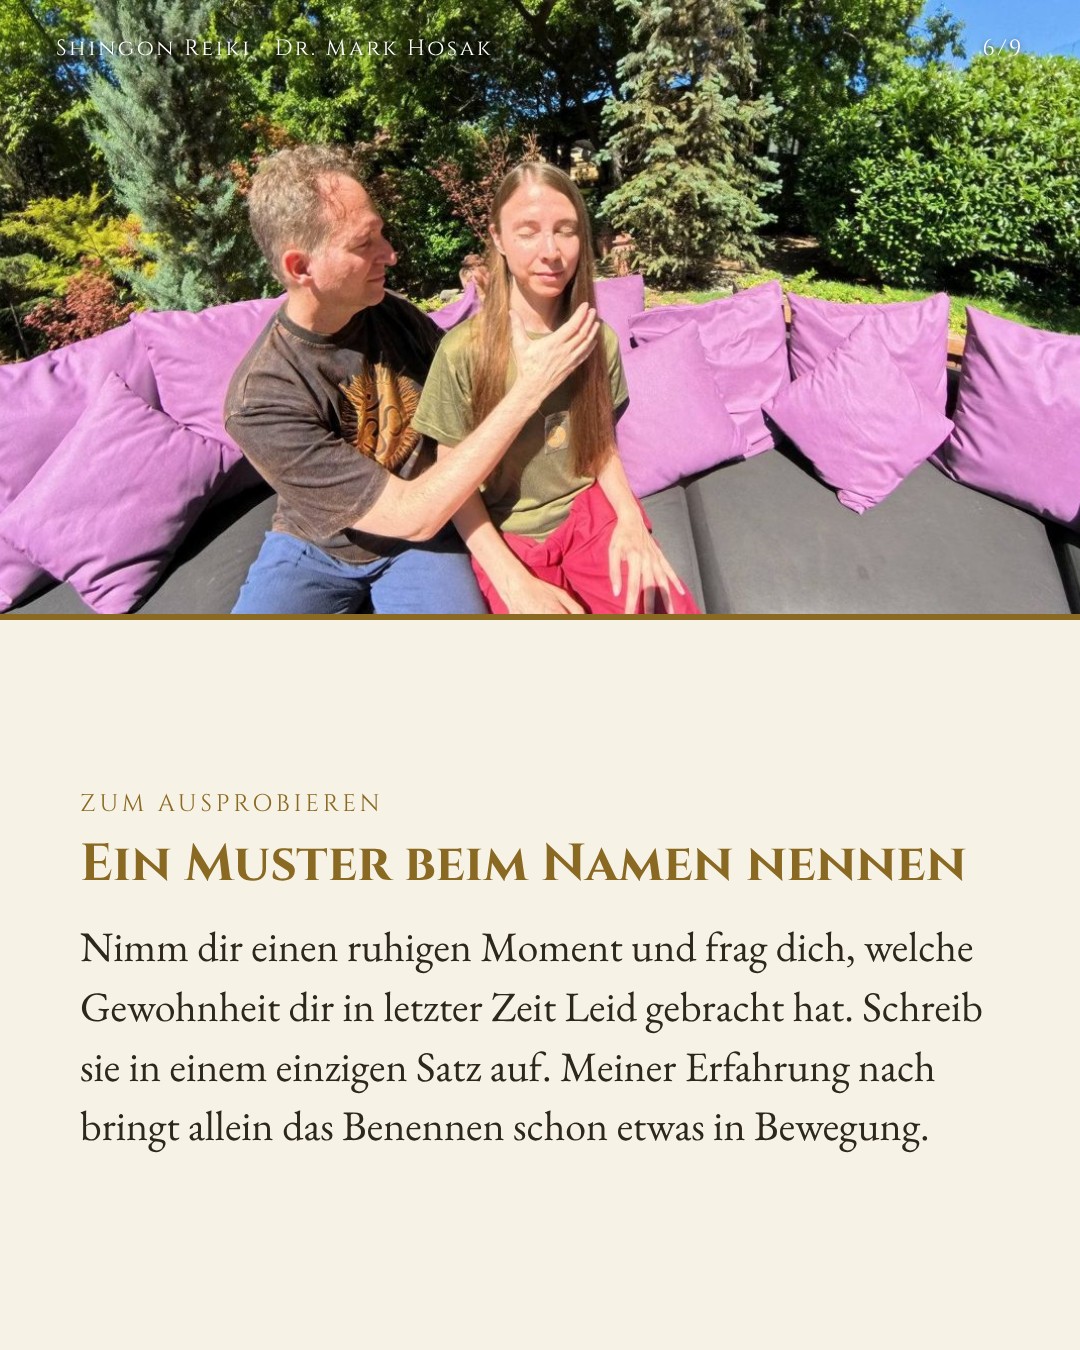 Shingon Reiki · Dr. Mark Hosak
6/9
ZUM AUSPROBIEREN
Ein Muster beim Namen nennen
Nimm dir einen ruhigen Moment und frag dich, welche
Gewohnheit dir in letzter Zeit Leid gebracht hat. Schreib
sie in einem einzigen Satz auf. Meiner Erfahrung nach
bringt allein das Benennen schon etwas in Bewegung.